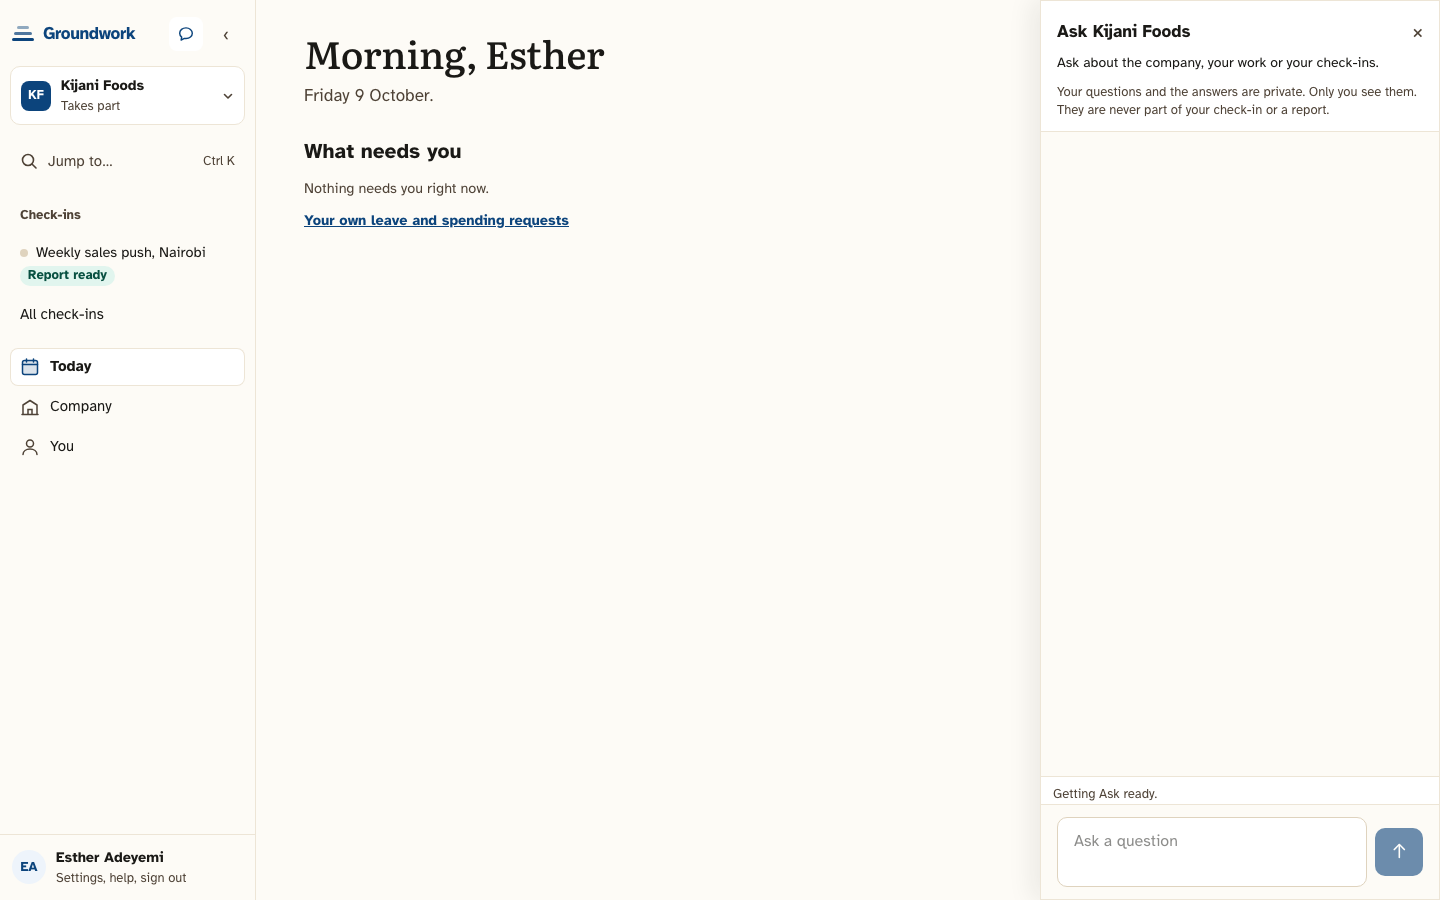 Groundwork
KF
Kijani Foods
Takes part
Jump to...
Ctrl K
Check-ins
Weekly sales push, Nairobi
Report ready
All check-ins
Today
Company
You
EA
Esther Adeyemi
Settings, help, sign out
Morning, Esther
Friday 9 October.
What needs you
Nothing needs you right now.
Your own leave and spending requests
Ask Kijani Foods
Ask about the company, your work or your check-ins.
Your questions and the answers are private. Only you see them.
They are never part of your check-in or a report.
Getting Ask ready.
Ask a question